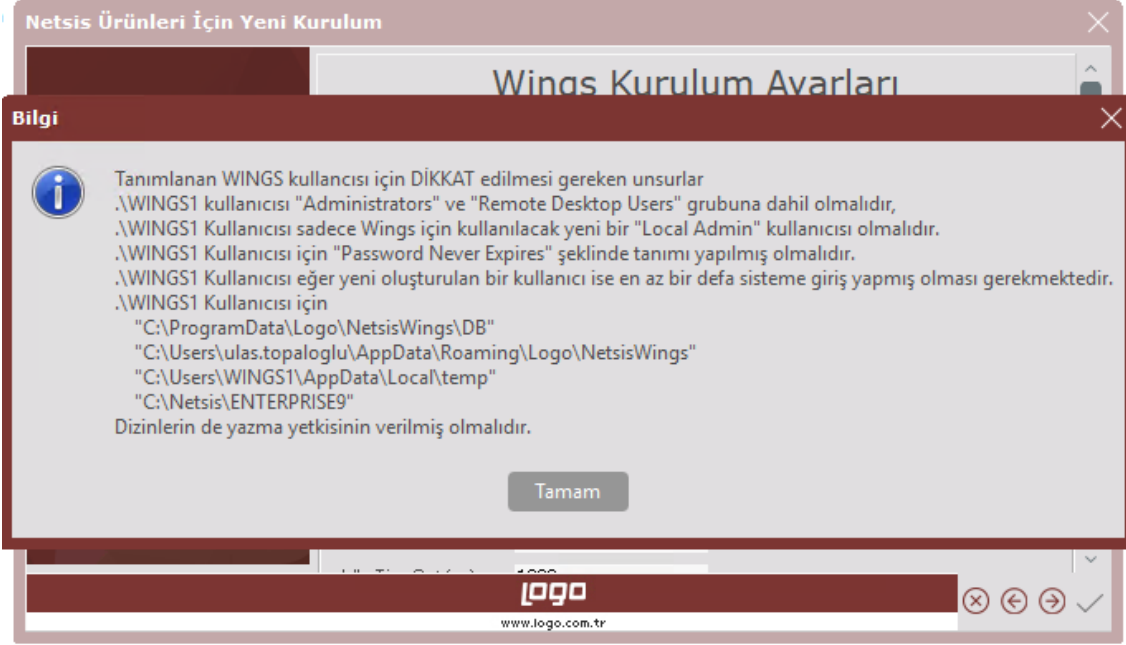 Netsis Ürünleri İçin Yeni Kurulum
Wings Kurulum Ayarları
Bilgi
Tanımlanan WINGS kullancısı için DİKKAT edilmesi gereken unsurlar
.\WINGS1 kullanıcısı "Administrators" ve "Remote Desktop Users" grubuna dahil olmalıdır,
.\WINGS1 Kullanıcısı sadece Wings için kullanılacak yeni bir "Local Admin" kullanıcısı olmalıdır.
.\WINGS1 Kullanıcısı için "Password Never Expires" şeklinde tanımı yapılmış olmalıdır.
.\WINGS1 Kullanıcısı eğer yeni oluşturulan bir kullanıcı ise en az bir defa sisteme giriş yapmış olması gerekmektedir.
.\WINGS1 Kullanıcısı için
"C:\ProgramData\Logo\NetsisWings\DB"
"C:\Users\ulas.topaloglu\AppData\Roaming\Logo\NetsisWings"
"C:\Users\WINGS1\AppData\Local\temp"
"C:\Netsis\ENTERPRISE9"
Dizinlerin de yazma yetkisinin verilmiş olmalıdır.
Tamam
LOGO
www.logo.com.tr